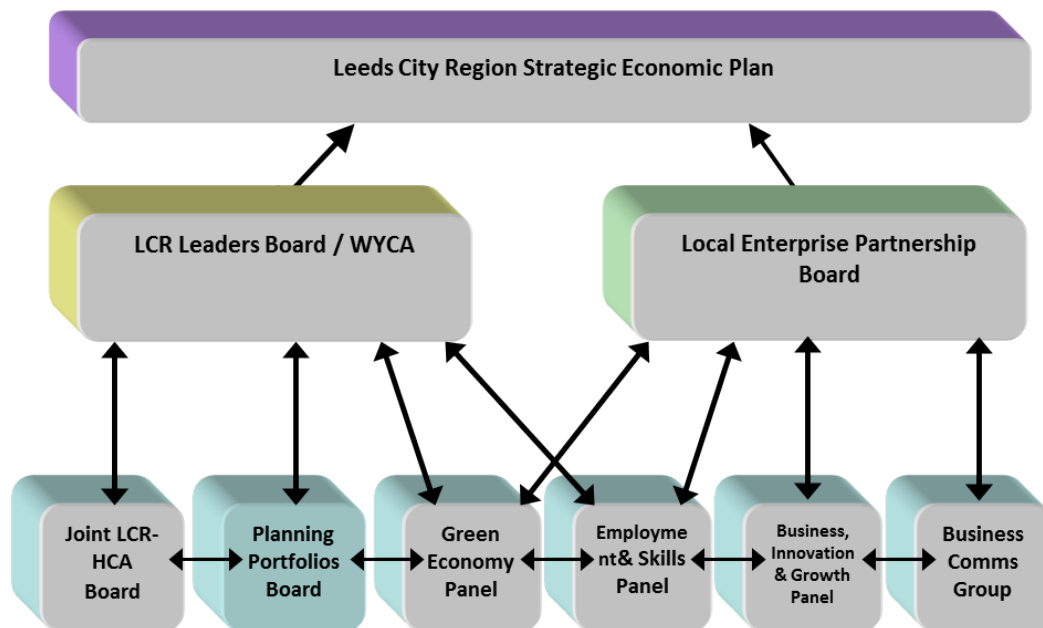 Leeds City Region Strategic Economic Plan
LCR Leaders Board / WYCA
Local Enterprise Partnership
Board
Joint LCR-
HCA
Board
Planning
Portfolios
Board
Green
Economy
Panel
Employme
nt& Skills
Panel
Business,
Innovation
& Growth
Panel
Business
Comms
Group